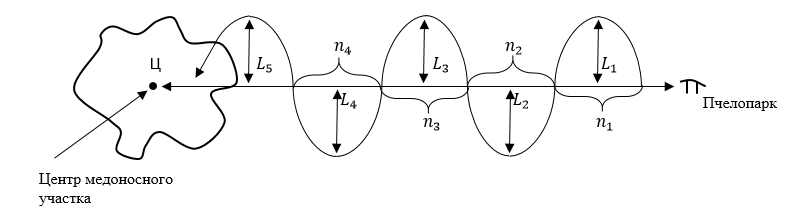 Ц
L₅
n₄
L₄
L₃
n₃
n₂
L₂
L₁
n₁
Пчелопарк
Центр медоносного
участка